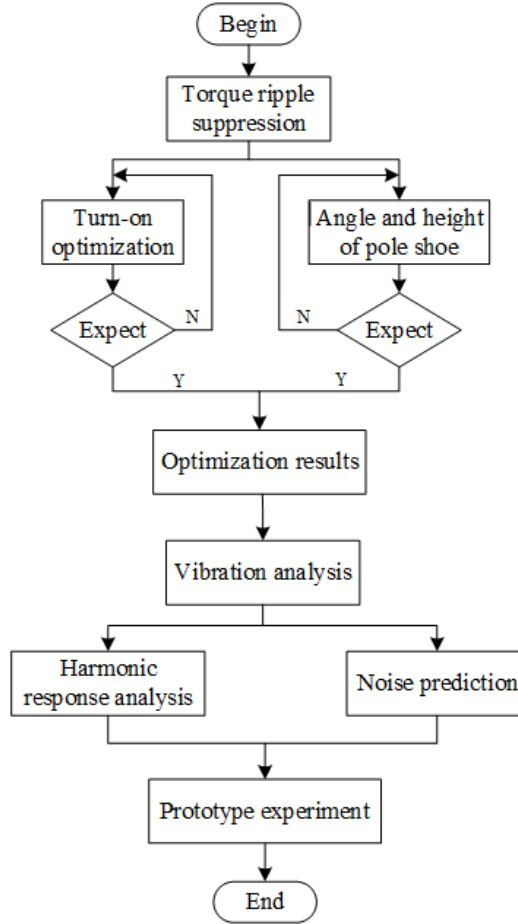 Begin
Torque ripple
suppression
Turn-on
optimization
Angle and height
of pole shoe
Expect
N
N
Expect
Y
Y
Optimization results
Vibration analysis
Harmonic
response analysis
Noise prediction
Prototype experiment
End